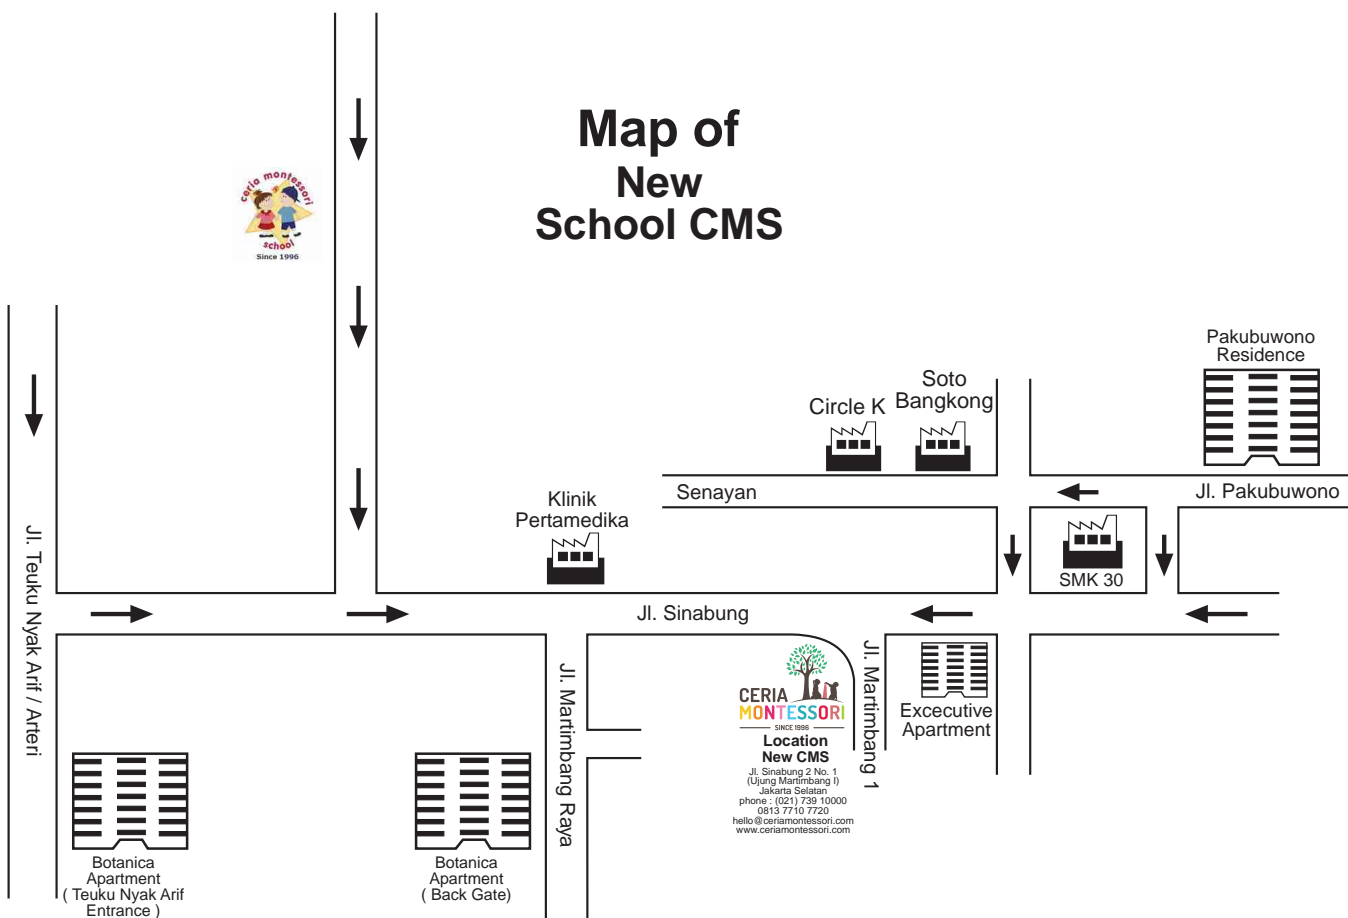 Map of
New
School CMS
ceria montessori
school
Since 1996
Pakubuwono
Residence
Soto
Bangkong
Circle K
Senayan
Jl. Pakubuwono
Klinik
Pertamedika
SMK 30
Jl. Teuku Nyak Arif / Arteri
Jl. Sinabung
Jl. Martimbang Raya
Jl. Martimbang 1
CERIA
MONTESSORI
SINCE 1996
Location
New CMS
Jl. Sinabung 2 No. 1
(Ujung Martimbang I)
Jakarta Selatan
phone : (021) 739 10000
0813 7710 7720
hello@ceriamontessori.com
www.ceriamontessori.com
Excecutive
Apartment
Botanica
Apartment
( Teuku Nyak Arif
Entrance )
Botanica
Apartment
( Back Gate)